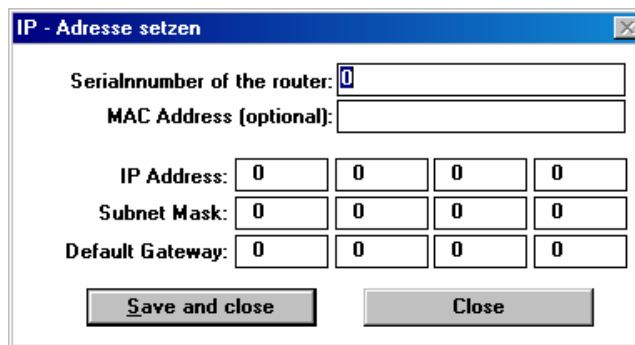 IP - Adresse setzen
Serialnnumber of the router: 0
MAC Address (optional):
IP Address: 0 0 0 0
Subnet Mask: 0 0 0 0
Default Gateway: 0 0 0 0
Save and close Close